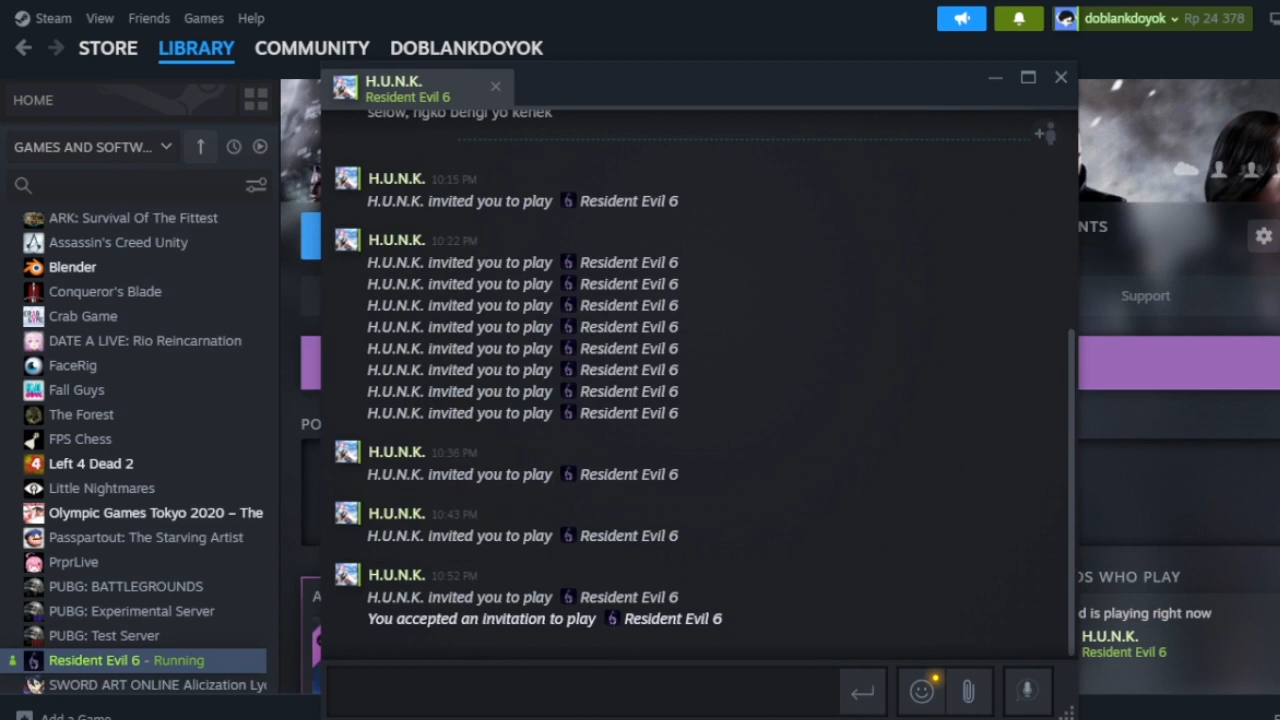 Steam View Friends Games Help
doblankdoyok Rp 24 378
STORE LIBRARY COMMUNITY DOBLANKDOYOK
HOME
GAMES AND SOFTW...
ARK: Survival Of The Fittest
Assassin's Creed Unity
Blender
Conqueror's Blade
Crab Game
DATE A LIVE: Rio Reincarnation
FaceRig
Fall Guys
The Forest
FPS Chess
Left 4 Dead 2
Little Nightmares
Olympic Games Tokyo 2020 – The
Passpartout: The Starving Artist
PrprLive
PUBG: BATTLEGROUNDS
PUBG: Experimental Server
PUBG: Test Server
Resident Evil 6 - Running
SWORD ART ONLINE Alicization Ly
Add a Game
H.U.N.K.
Resident Evil 6
selow, ngko bengi yo kenek
H.U.N.K. 10:15 PM
H.U.N.K. invited you to play Resident Evil 6
H.U.N.K. 10:22 PM
H.U.N.K. invited you to play Resident Evil 6
H.U.N.K. invited you to play Resident Evil 6
H.U.N.K. invited you to play Resident Evil 6
H.U.N.K. invited you to play Resident Evil 6
H.U.N.K. invited you to play Resident Evil 6
H.U.N.K. invited you to play Resident Evil 6
H.U.N.K. invited you to play Resident Evil 6
H.U.N.K. invited you to play Resident Evil 6
H.U.N.K. 10:36 PM
H.U.N.K. invited you to play Resident Evil 6
H.U.N.K. 10:43 PM
H.U.N.K. invited you to play Resident Evil 6
H.U.N.K. 10:52 PM
H.U.N.K. invited you to play Resident Evil 6
You accepted an invitation to play Resident Evil 6
PO
A
NTS
Support
DS WHO PLAY
d is playing right now
H.U.N.K.
Resident Evil 6